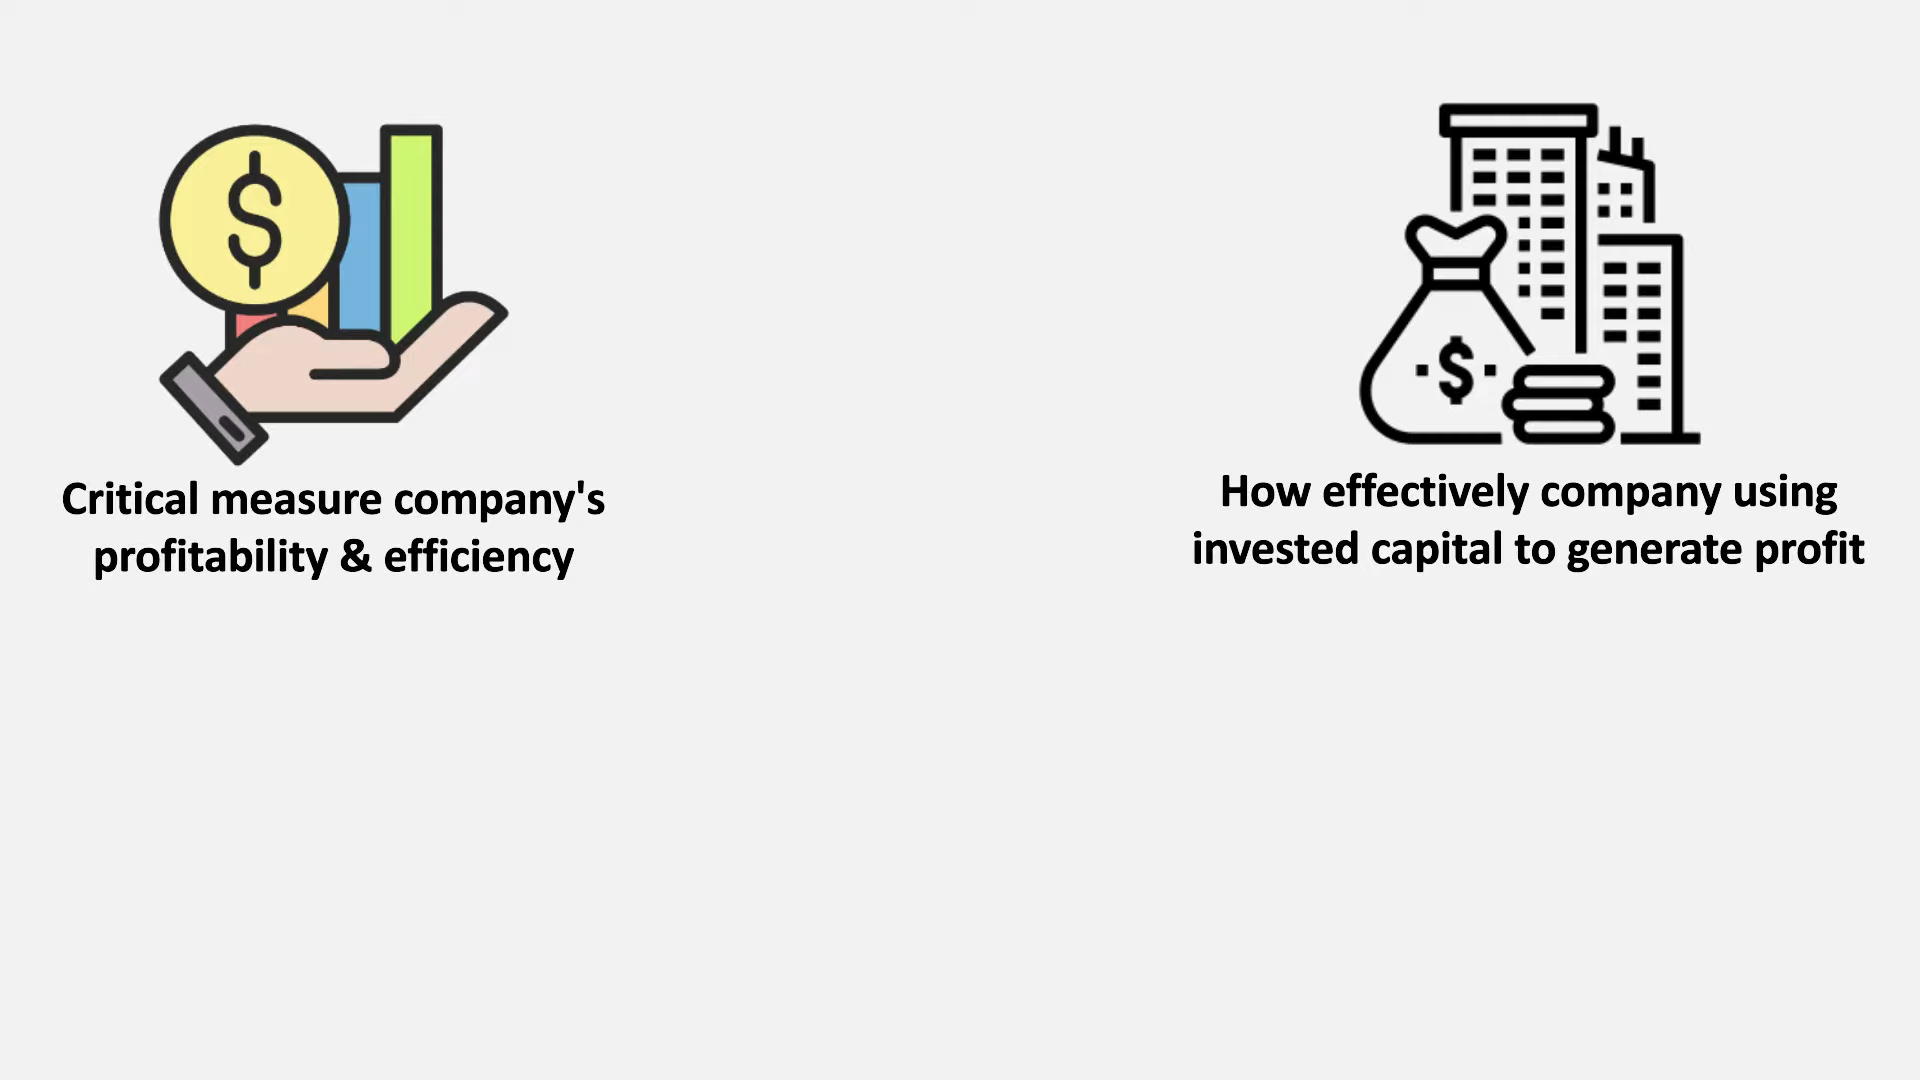 $
$
Critical measure company's
profitability & efficiency
How effectively company using
invested capital to generate profit